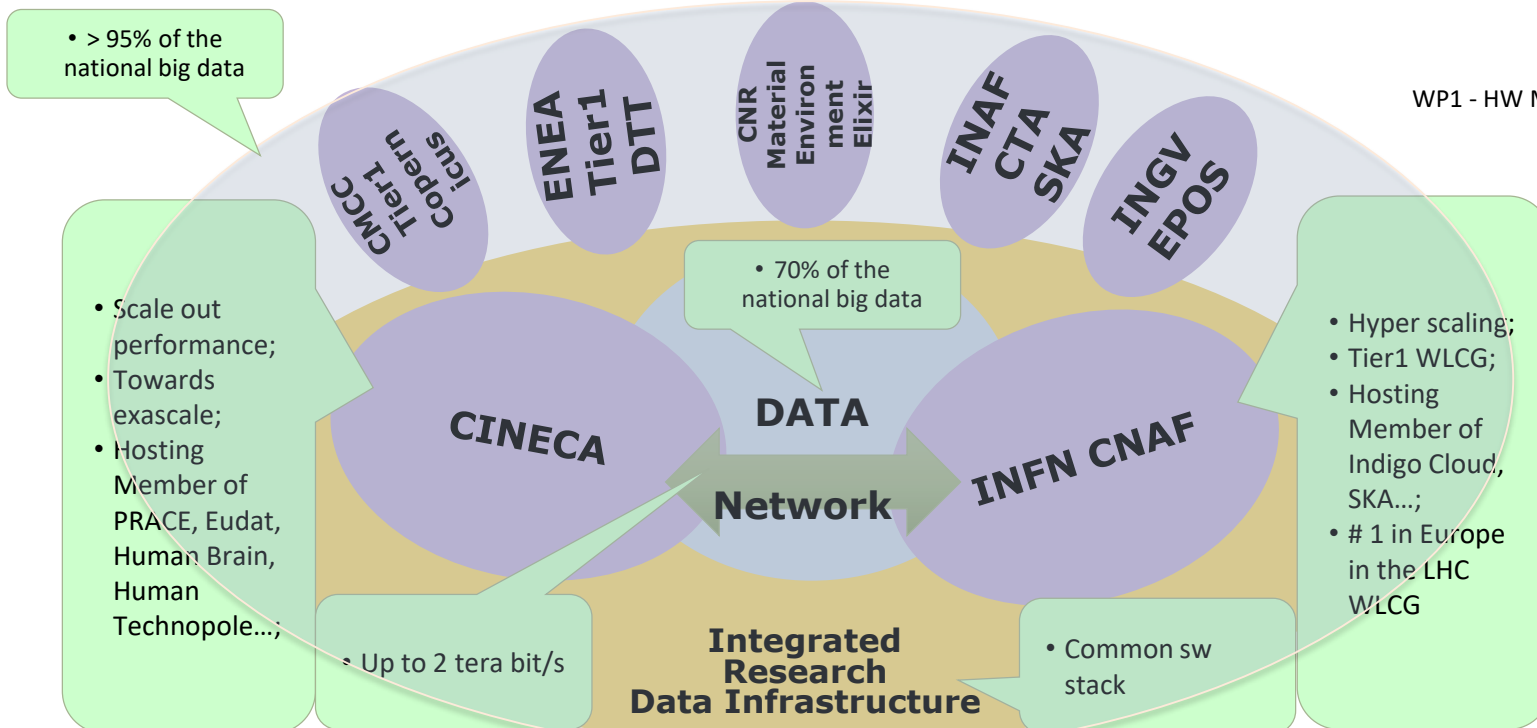 • > 95% of the
national big data
WP1 - HW
CMCC
Tier1
Copern
icus
ENEA
Tier1
DTT
CNR
Material
Environ
ment
Elixir
INAF
CTA
SKA
INGV
EPOS
• 70% of the
national big data
• Scale out
performance;
• Towards
exascale;
• Hosting
Member of
PRACE, Eudat,
Human Brain,
Human
Technopole...;
CINECA
DATA
Network
INFN CNAF
• Hyper scaling;
• Tier1 WLCG;
• Hosting
Member of
Indigo Cloud,
SKA...;
• # 1 in Europe
in the LHC
WLCG
• Up to 2 tera bit/s
Integrated
Research
Data Infrastructure
• Common sw
stack